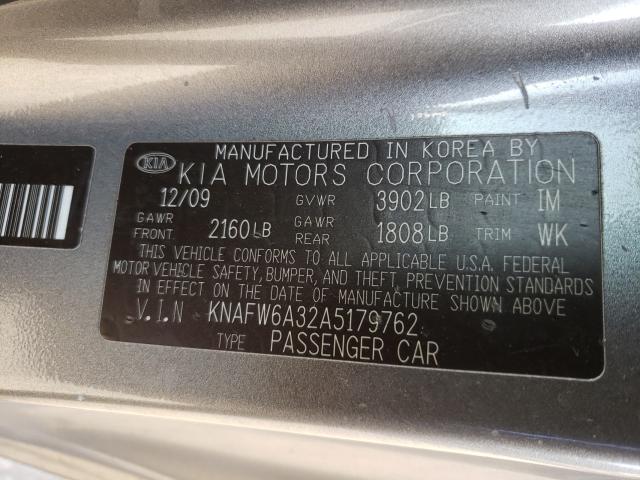 MANUFACTURED IN KOREA BY
KIA KIA MOTORS CORPORATION
12/09 GVWR 3902LB PAINT IM
GAWR FRONT 2160LB GAWR REAR 1808LB TRIM WK
THIS VEHICLE CONFORMS TO ALL APPLICABLE U.S.A. FEDERAL
MOTOR VEHICLE SAFETY, BUMPER, AND THEFT PREVENTION STANDARDS
IN EFFECT ON THE DATE OF MANUFACTURE SHOWN ABOVE
V.I.N KNAFW6A32A5179762
TYPE PASSENGER CAR